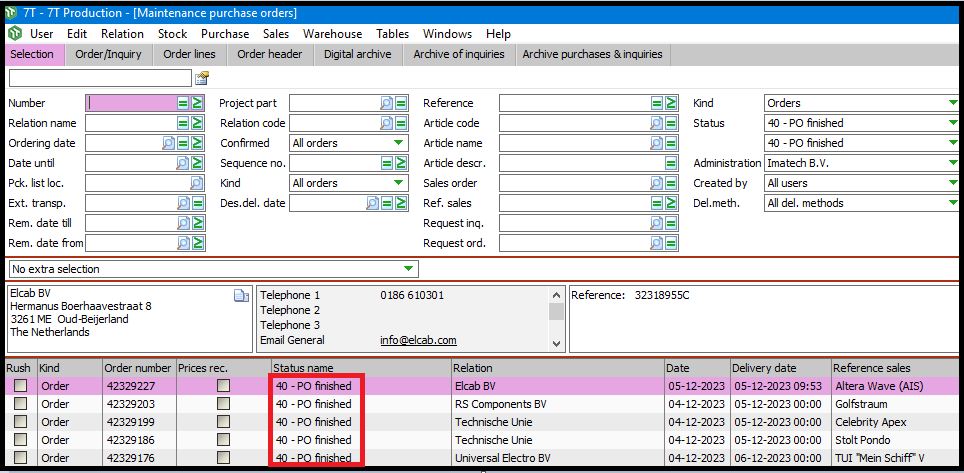 7T - 7T Production - [Maintenance purchase orders]
User Edit Relation Stock Purchase Sales Warehouse Tables Windows Help
Selection Order/Inquiry Order lines Order header Digital archive Archive of inquiries Archive purchases & inquiries
Number Project part Reference Kind Orders
Relation name Relation code Article code Status 40 - PO finished
Ordering date Confirmed All orders Article name 40 - PO finished
Date until Sequence no. Article descr. Administration Imatech B.V.
Pck. list loc. Kind All orders Sales order Created by All users
Ext. transp. Des.del. date Ref. sales Del.meth. All del. methods
Rem. date till Request inq.
Rem. date from Request ord.
No extra selection
Elcab BV
Hermanus Boerhaavestraat 8
3261 ME Oud-Beijerland
The Netherlands
Telephone 1 0186 610301
Telephone 2
Telephone 3
Email General info@elcab.com
Reference: 32318955C
Rush Kind Order number Prices rec. Status name Relation Date Delivery date Reference sales
Order 42329227 40 - PO finished Elcab BV 05-12-2023 05-12-2023 09:53 Altera Wave (AIS)
Order 42329203 40 - PO finished RS Components BV 04-12-2023 05-12-2023 00:00 Golfstraum
Order 42329199 40 - PO finished Technische Unie 04-12-2023 05-12-2023 00:00 Celebrity Apex
Order 42329186 40 - PO finished Technische Unie 04-12-2023 05-12-2023 00:00 Stolt Pondo
Order 42329176 40 - PO finished Universal Electro BV 04-12-2023 06-12-2023 00:00 TUI "Mein Schiff" V